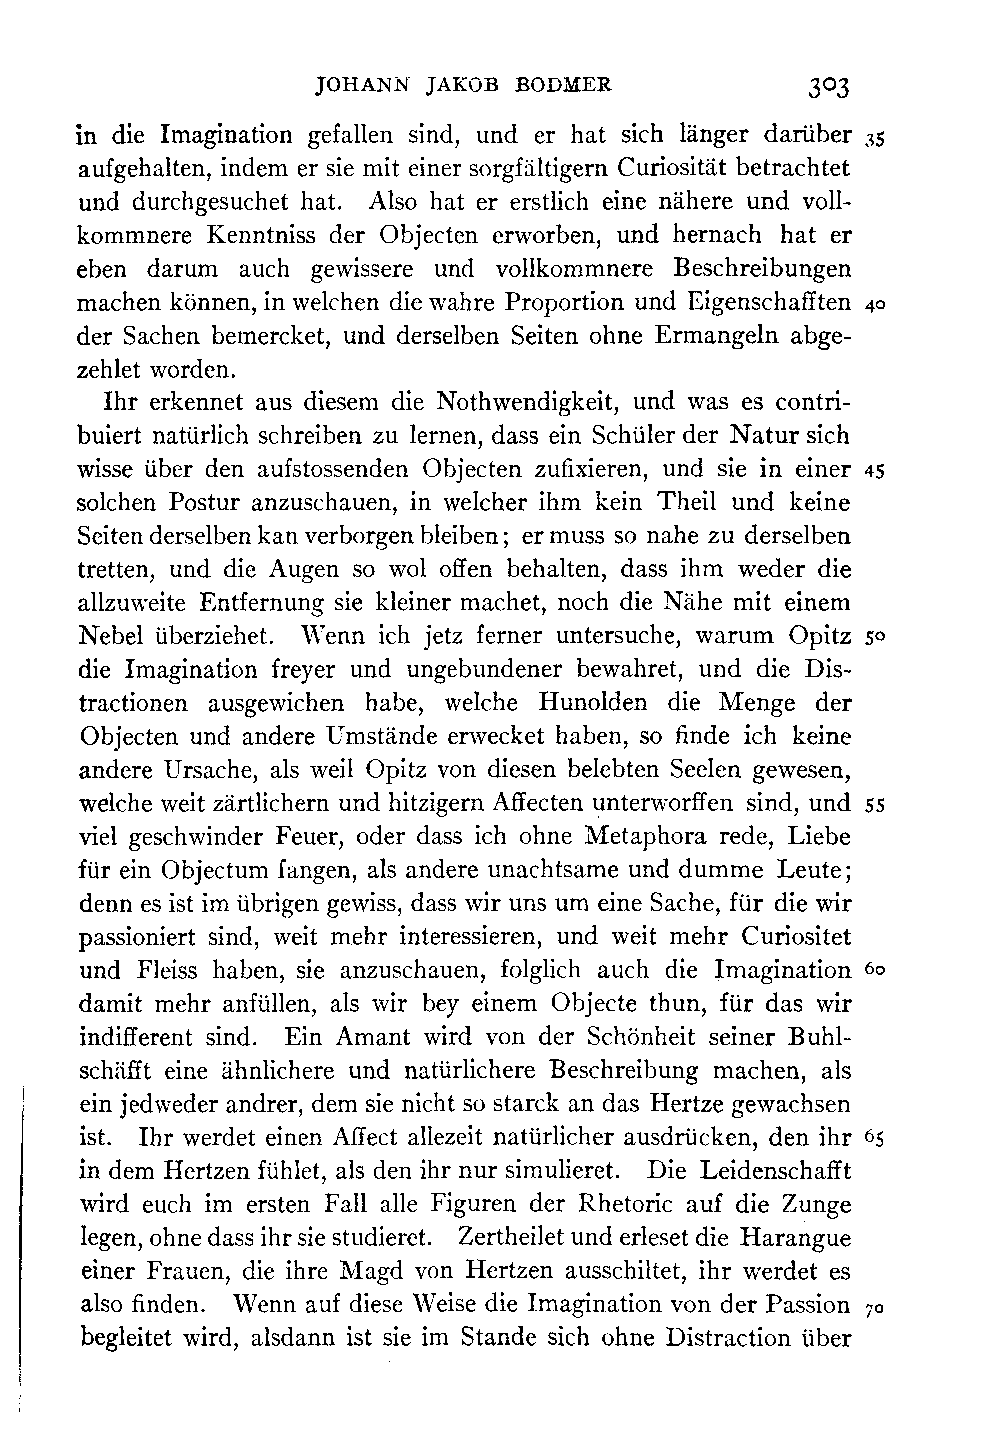 JOHANN JAKOB BODMER 303
in die Imagination gefallen sind, und er hat sich länger darüber 35
aufgehalten, indem er sie mit einer sorgfältigern Curiosität betrachtet
und durchgesuchet hat. Also hat er erstlich eine nähere und voll-
kommnere Kenntniss der Objecten erworben, und hernach hat er
eben darum auch gewissere und vollkommnere Beschreibungen
machen können, in welchen die wahre Proportion und Eigenschafften 40
der Sachen bemercket, und derselben Seiten ohne Ermangeln abge-
zehlet worden.
Ihr erkennet aus diesem die Nothwendigkeit, und was es contri-
buiert natürlich schreiben zu lernen, dass ein Schüler der Natur sich
wisse über den aufstossenden Objecten zufixieren, und sie in einer 45
solchen Postur anzuschauen, in welcher ihm kein Theil und keine
Seiten derselben kan verborgen bleiben; er muss so nahe zu derselben
tretten, und die Augen so wol offen behalten, dass ihm weder die
allzuweite Entfernung sie kleiner machet, noch die Nähe mit einem
Nebel überziehet. Wenn ich jetz ferner untersuche, warum Opitz 50
die Imagination freyer und ungebundener bewahret, und die Dis-
tractionen ausgewichen habe, welche Hunolden die Menge der
Objecten und andere Umstände erwecket haben, so finde ich keine
andere Ursache, als weil Opitz von diesen belebten Seelen gewesen,
welche weit zärtlichern und hitzigern Affecten unterworffen sind, und 55
viel geschwinder Feuer, oder dass ich ohne Metaphora rede, Liebe
für ein Objectum fangen, als andere unachtsame und dumme Leute;
denn es ist im übrigen gewiss, dass wir uns um eine Sache, für die wir
passioniert sind, weit mehr interessieren, und weit mehr Curiositet
und Fleiss haben, sie anzuschauen, folglich auch die Imagination 60
damit mehr anfüllen, als wir bey einem Objecte thun, für das wir
indifferent sind. Ein Amant wird von der Schönheit seiner Buhl-
schäfft eine ähnlichere und natürlichere Beschreibung machen, als
ein jedweder andrer, dem sie nicht so starck an das Hertze gewachsen
ist. Ihr werdet einen Affect allezeit natürlicher ausdrücken, den ihr 65
in dem Hertzen fühlet, als den ihr nur simulieret. Die Leidenschafft
wird euch im ersten Fall alle Figuren der Rhetoric auf die Zunge
legen, ohne dass ihr sie studieret. Zertheilet und erleset die Harangue
einer Frauen, die ihre Magd von Hertzen ausschiltet, ihr werdet es
also finden. Wenn auf diese Weise die Imagination von der Passion 70
begleitet wird, alsdann ist sie im Stande sich ohne Distraction über